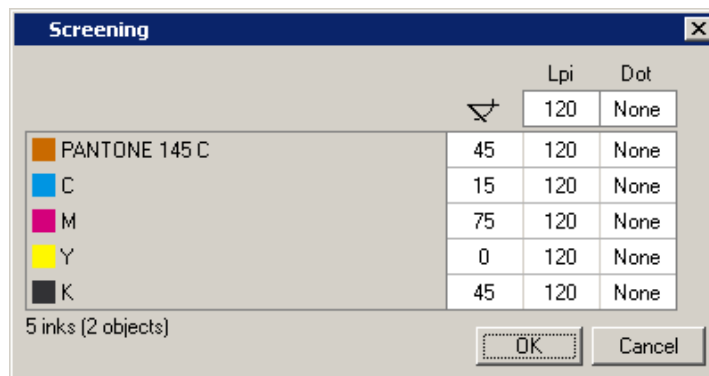 Screening
Lpi Dot
120 None
PANTONE 145 C 45 120 None
C 15 120 None
M 75 120 None
Y 0 120 None
K 45 120 None
5 inks (2 objects)
OK Cancel